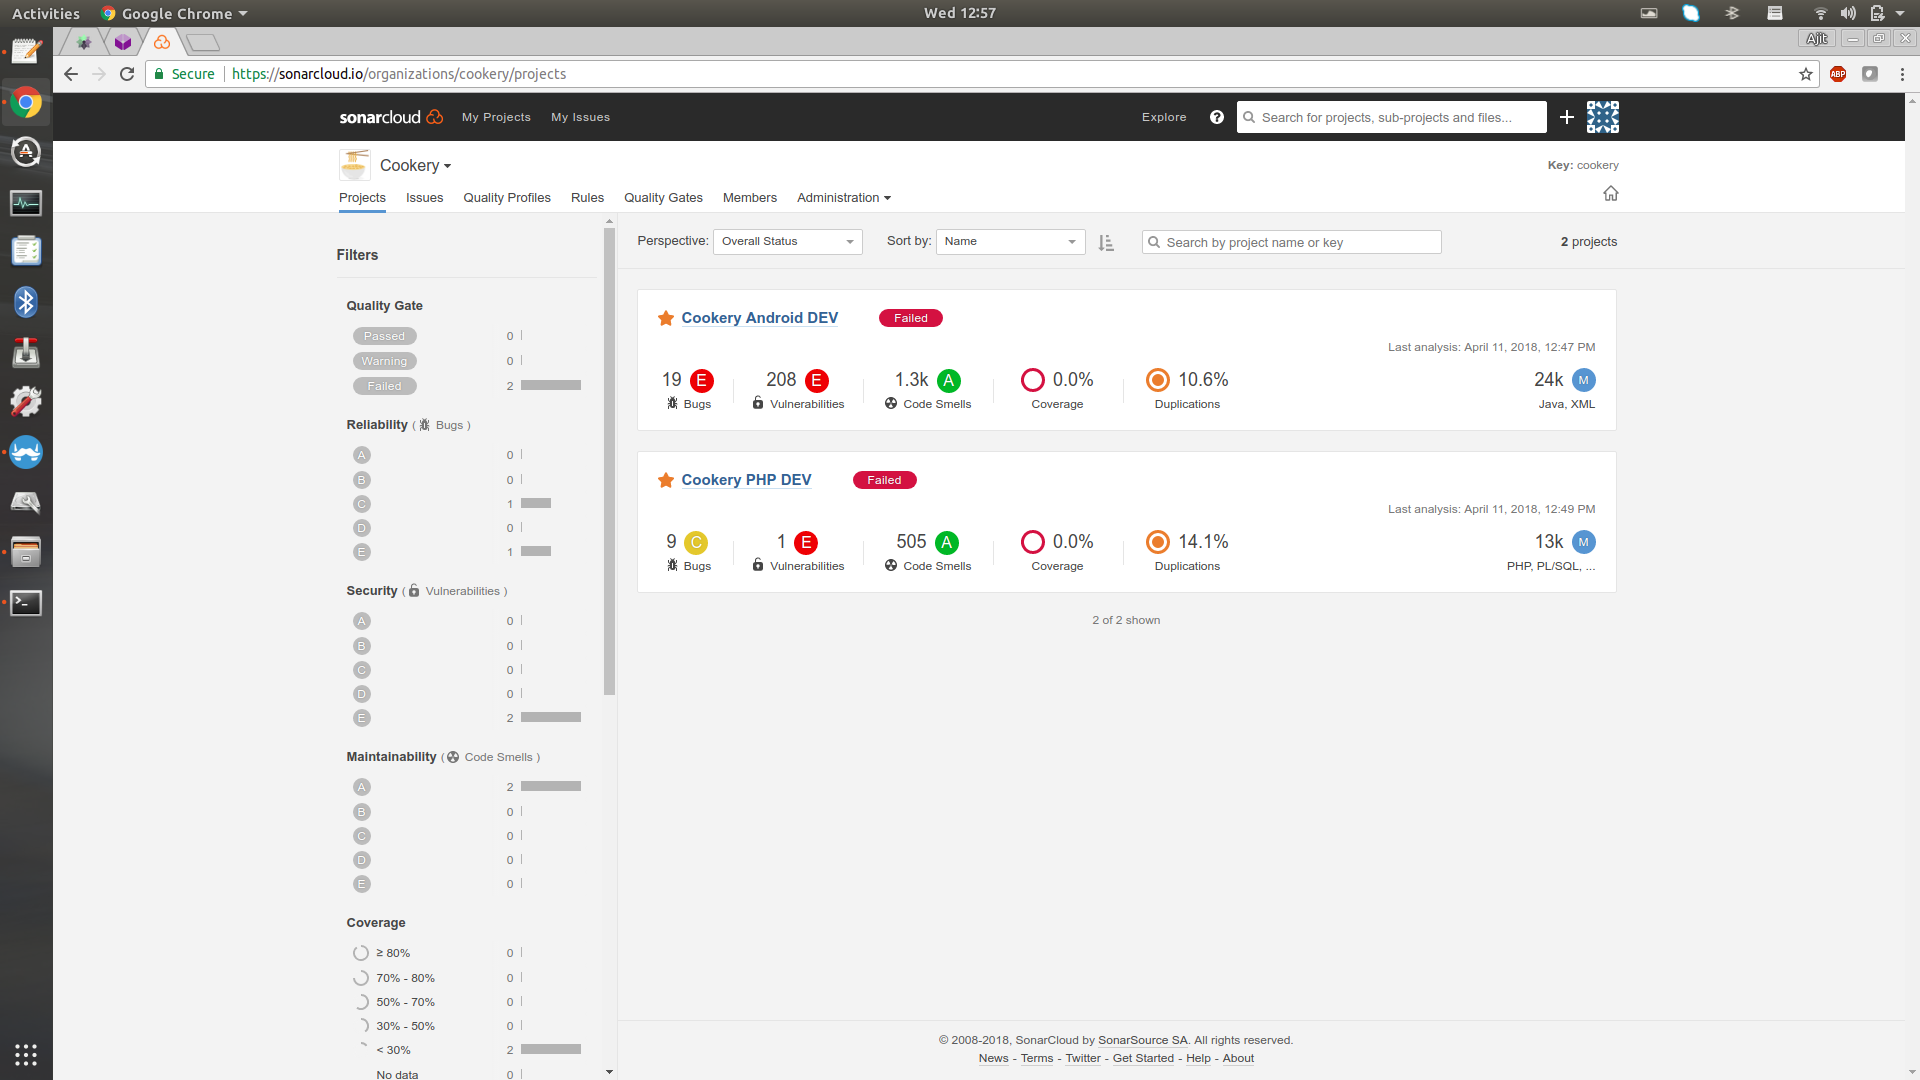 Activities Google Chrome Wed 12:57
Ajit
Secure https://sonarcloud.io/organizations/cookery/projects ABP
sonarcloud My Projects My Issues Explore Search for projects, sub-projects and files...
Cookery Key: cookery
Projects Issues Quality Profiles Rules Quality Gates Members Administration
Perspective: Overall Status Sort by: Name Search by project name or key 2 projects
Filters
Quality Gate
Passed 0
Warning 0
Failed 2
Reliability ( Bugs )
A 0
B 0
C 1
D 0
E 1
Security ( Vulnerabilities )
A 0
B 0
C 0
D 0
E 2
Maintainability ( Code Smells )
A 2
B 0
C 0
D 0
E 0
Coverage
≥ 80% 0
70% - 80% 0
50% - 70% 0
30% - 50% 0
< 30% 2
No data 0
Cookery Android DEV Failed
Last analysis: April 11, 2018, 12:47 PM
19 E 208 E 1.3k A 0.0% 10.6% 24k M
Bugs Vulnerabilities Code Smells Coverage Duplications Java, XML
Cookery PHP DEV Failed
Last analysis: April 11, 2018, 12:49 PM
9 C 1 E 505 A 0.0% 14.1% 13k M
Bugs Vulnerabilities Code Smells Coverage Duplications PHP, PL/SQL, ...
2 of 2 shown
© 2008-2018, SonarCloud by SonarSource SA. All rights reserved.
News - Terms - Twitter - Get Started - Help - About